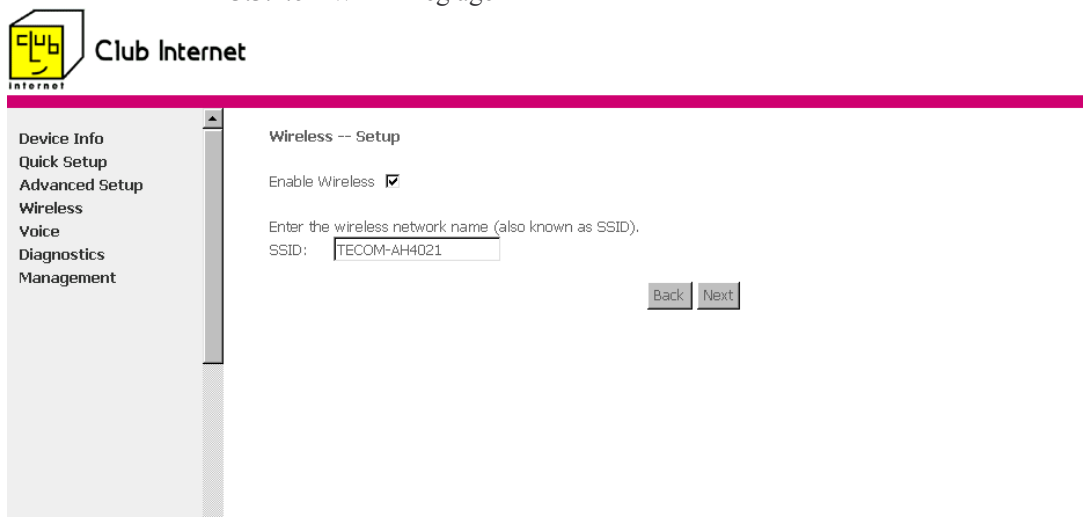 CLUB
Internet
Club Internet
Device Info
Quick Setup
Advanced Setup
Wireless
Voice
Diagnostics
Management
Wireless -- Setup
Enable Wireless
Enter the wireless network name (also known as SSID).
SSID: TECOM-AH4021
Back Next